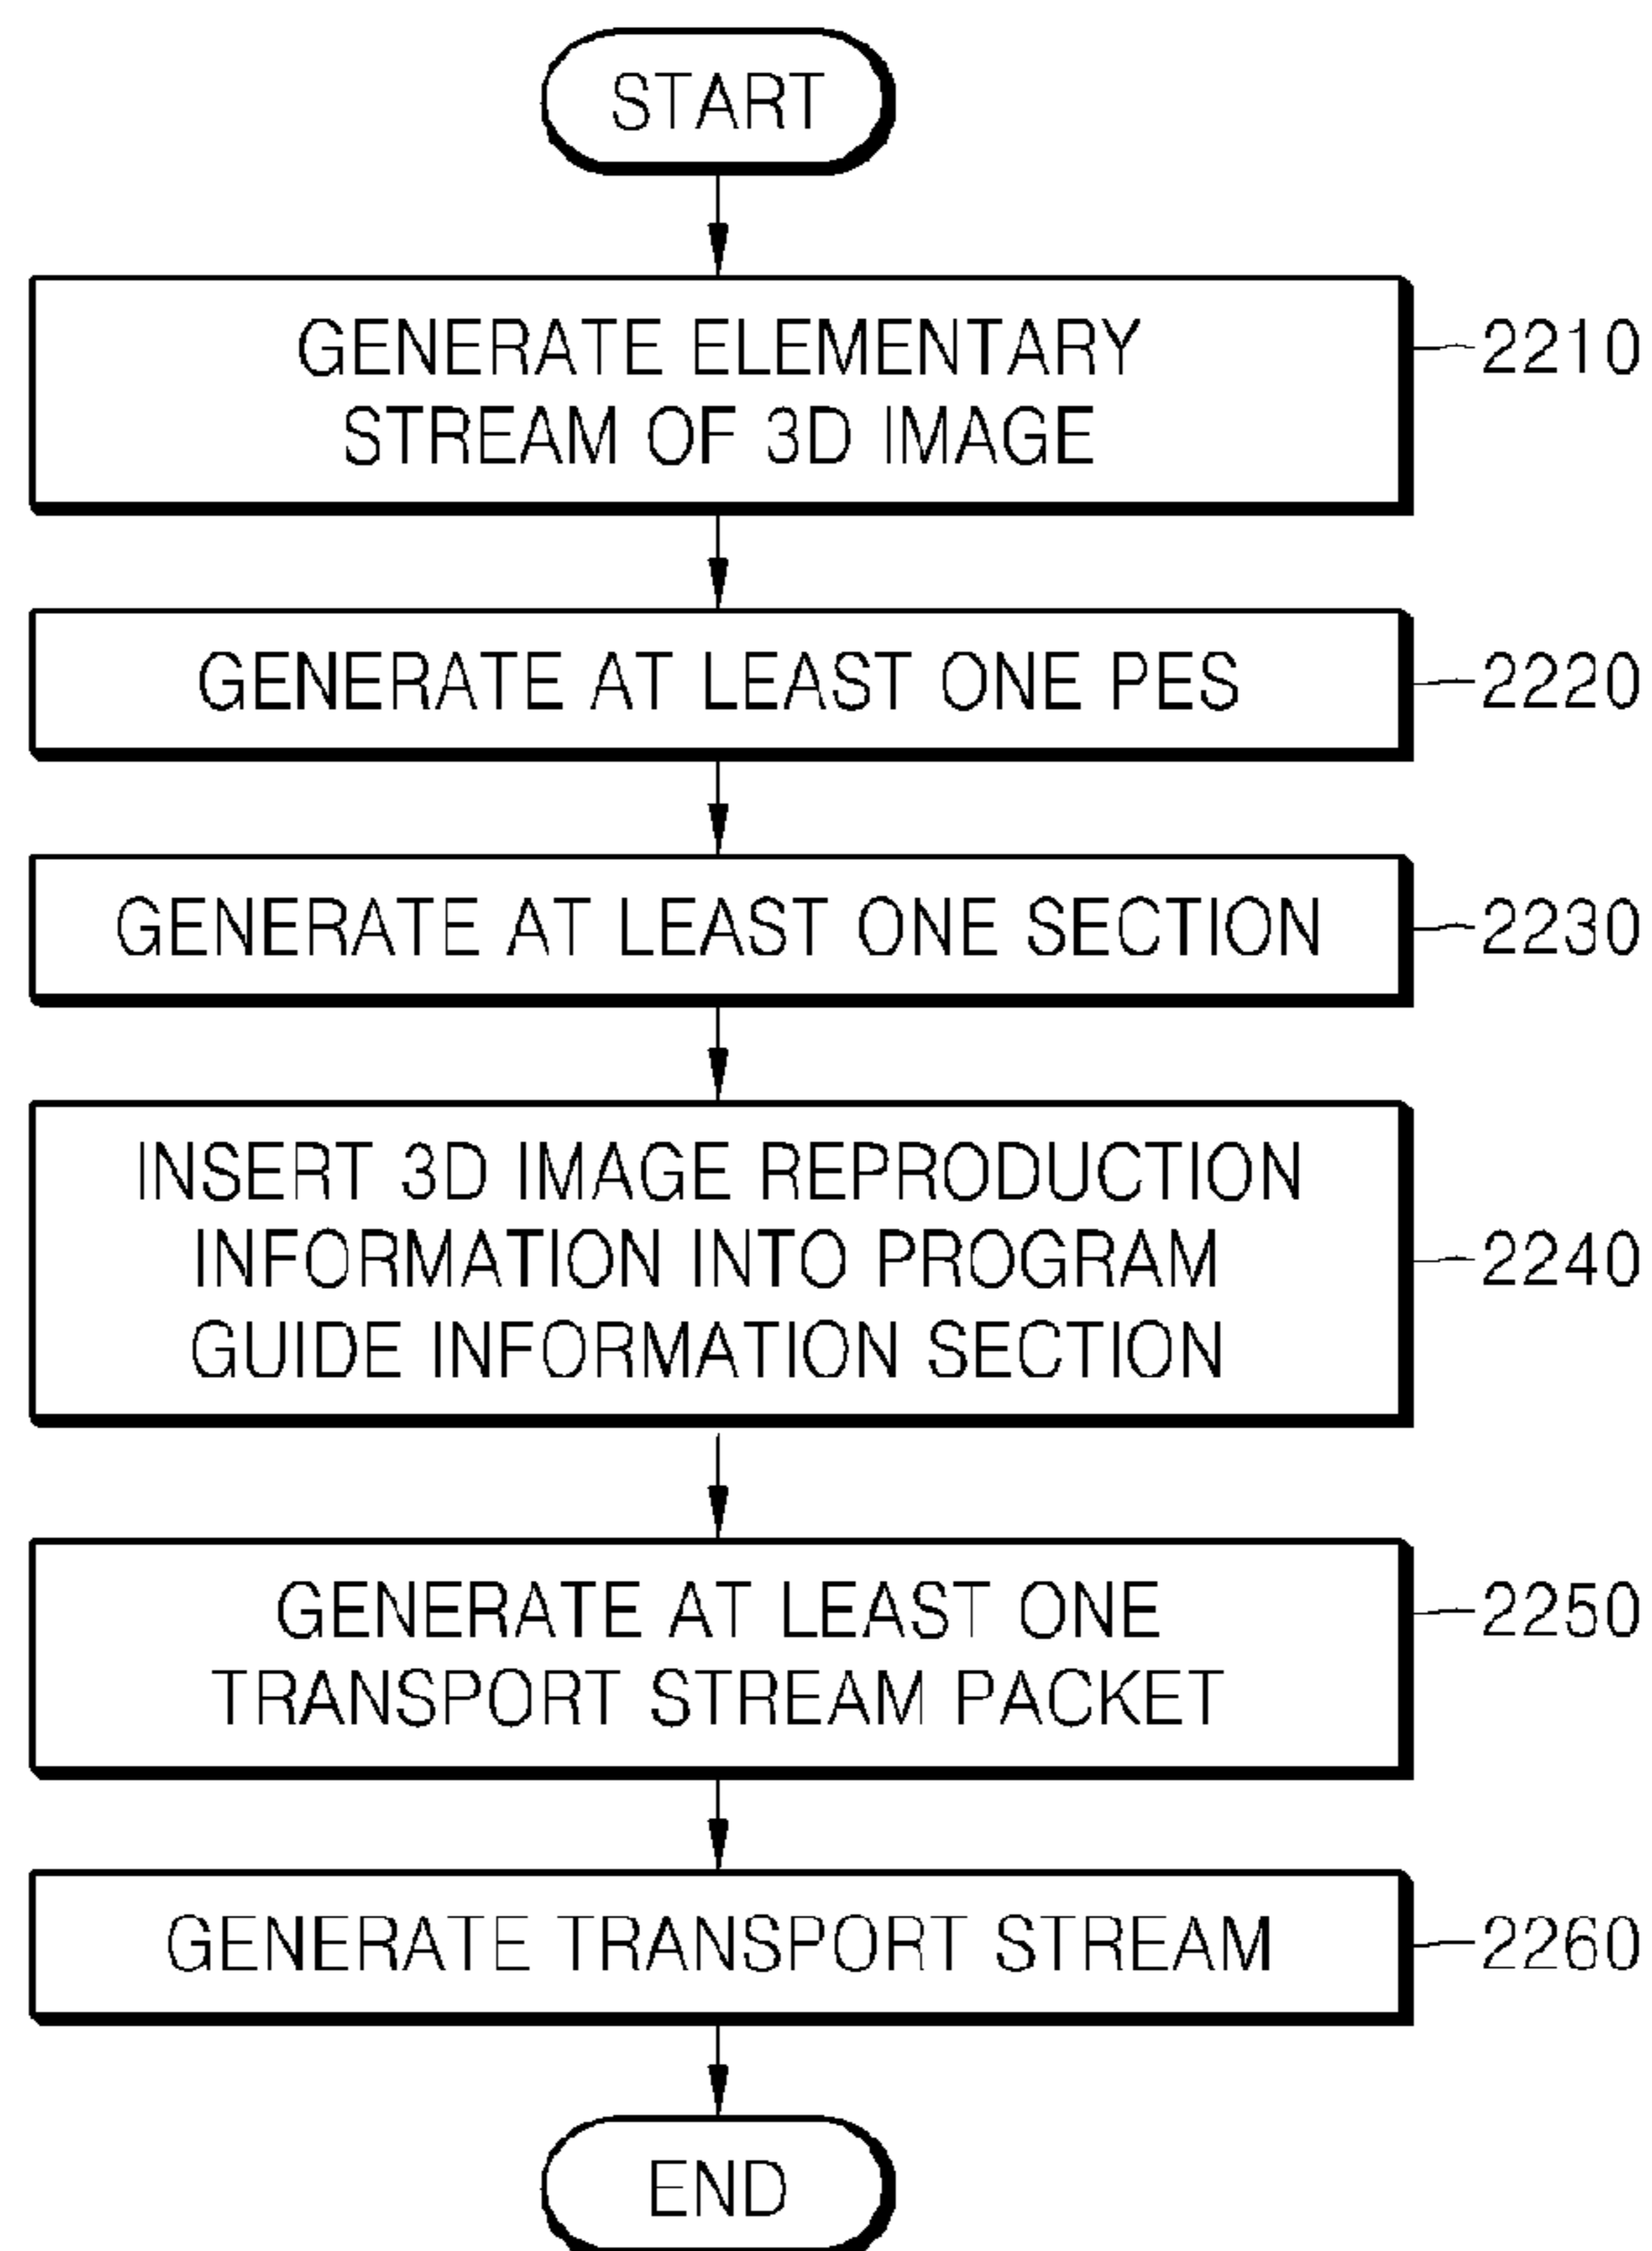 START
GENERATE ELEMENTARY
STREAM OF 3D IMAGE
2210
GENERATE AT LEAST ONE PES
2220
GENERATE AT LEAST ONE SECTION
2230
INSERT 3D IMAGE REPRODUCTION
INFORMATION INTO PROGRAM
GUIDE INFORMATION SECTION
2240
GENERATE AT LEAST ONE
TRANSPORT STREAM PACKET
2250
GENERATE TRANSPORT STREAM
2260
END